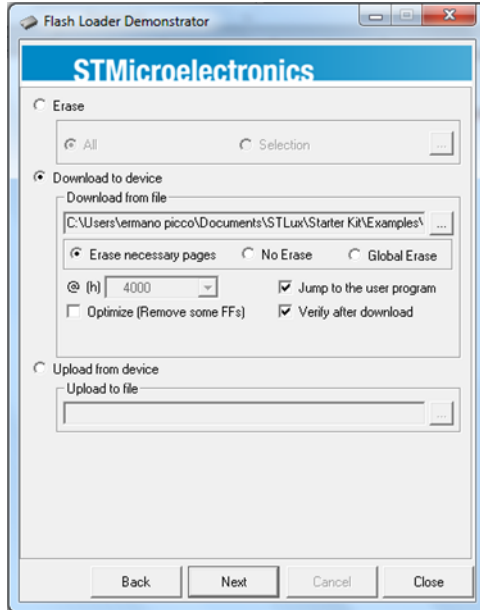 Flash Loader Demonstrator
STMicroelectronics
Erase
All Selection ...
Download to device
Download from file
C:\Users\ermano picco\Documents\STLux\Starter Kit\Examples\ ...
Erase necessary pages No Erase Global Erase
@ (h) 4000 Jump to the user program
Optimize (Remove some FFs) Verify after download
Upload from device
Upload to file
...
Back Next Cancel Close